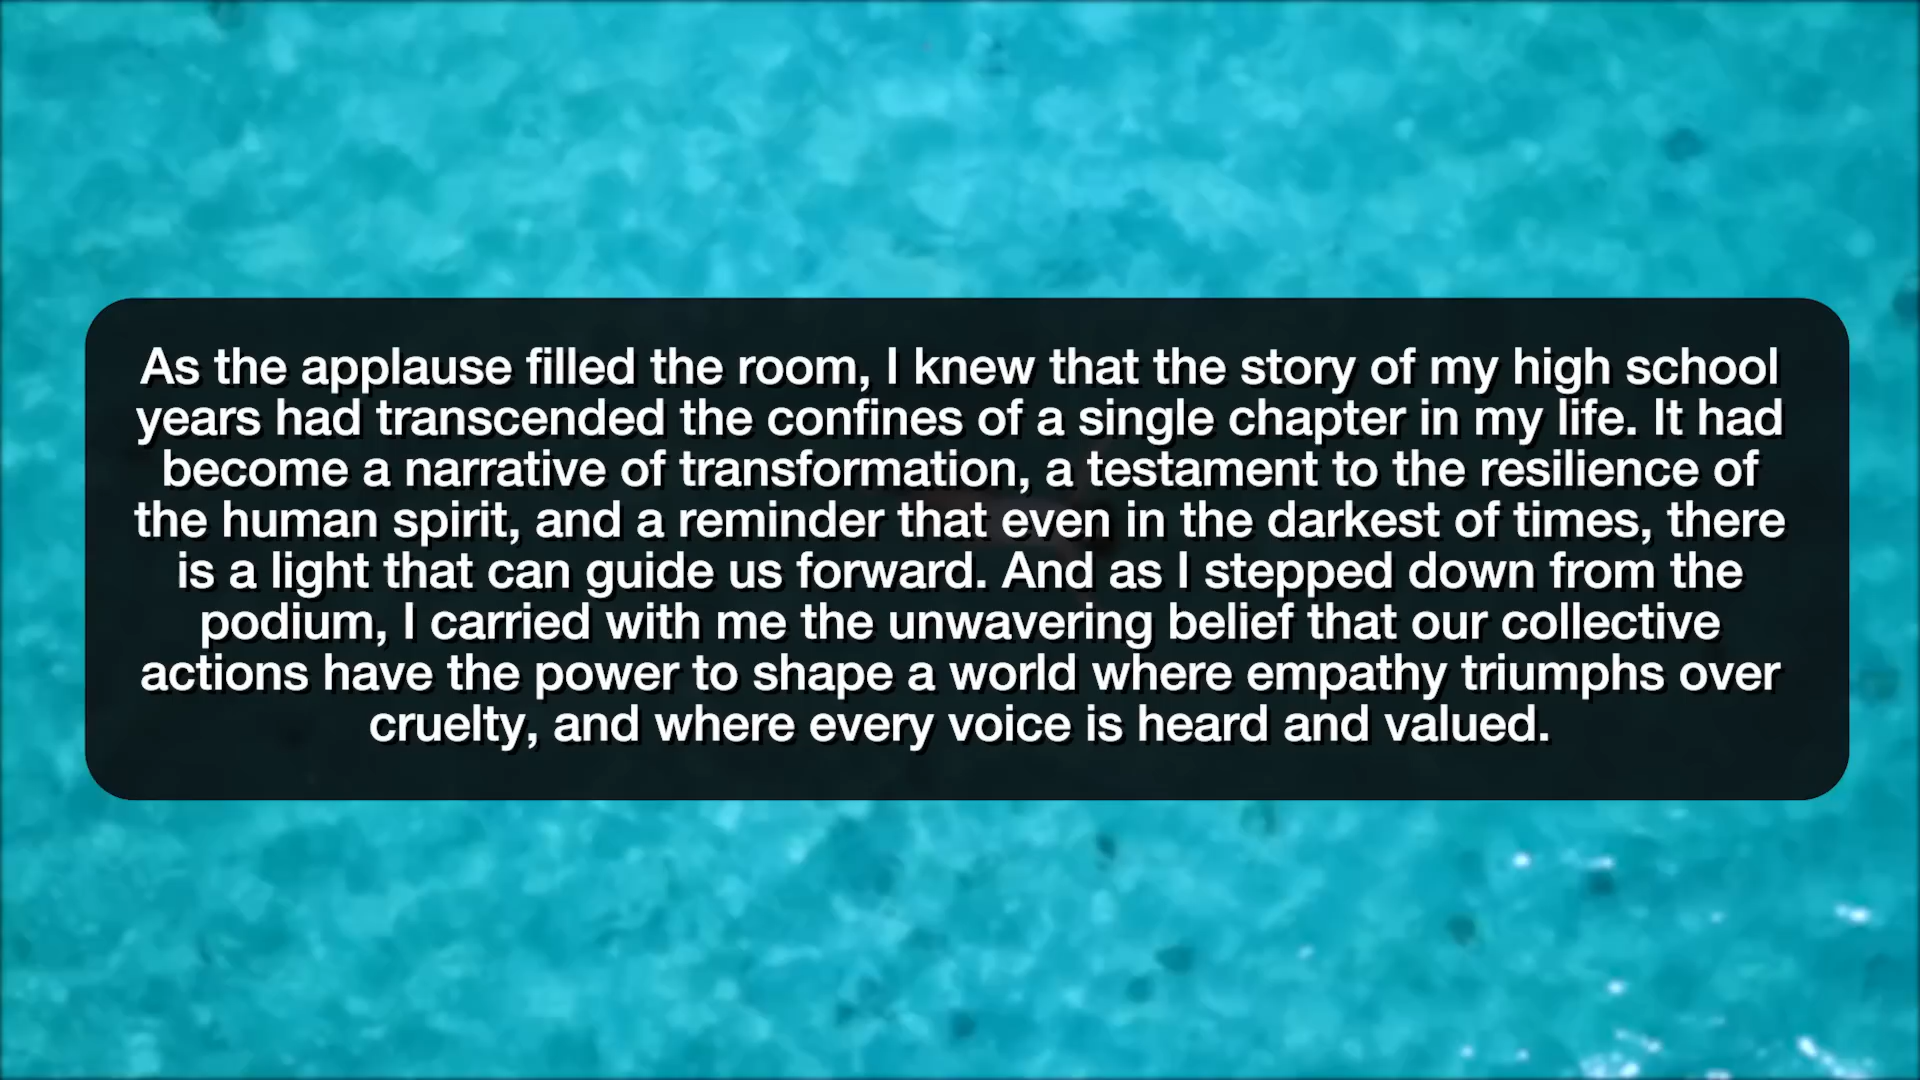 As the applause filled the room, I knew that the story of my high school
years had transcended the confines of a single chapter in my life. It had
become a narrative of transformation, a testament to the resilience of
the human spirit, and a reminder that even in the darkest of times, there
is a light that can guide us forward. And as I stepped down from the
podium, I carried with me the unwavering belief that our collective
actions have the power to shape a world where empathy triumphs over
cruelty, and where every voice is heard and valued.